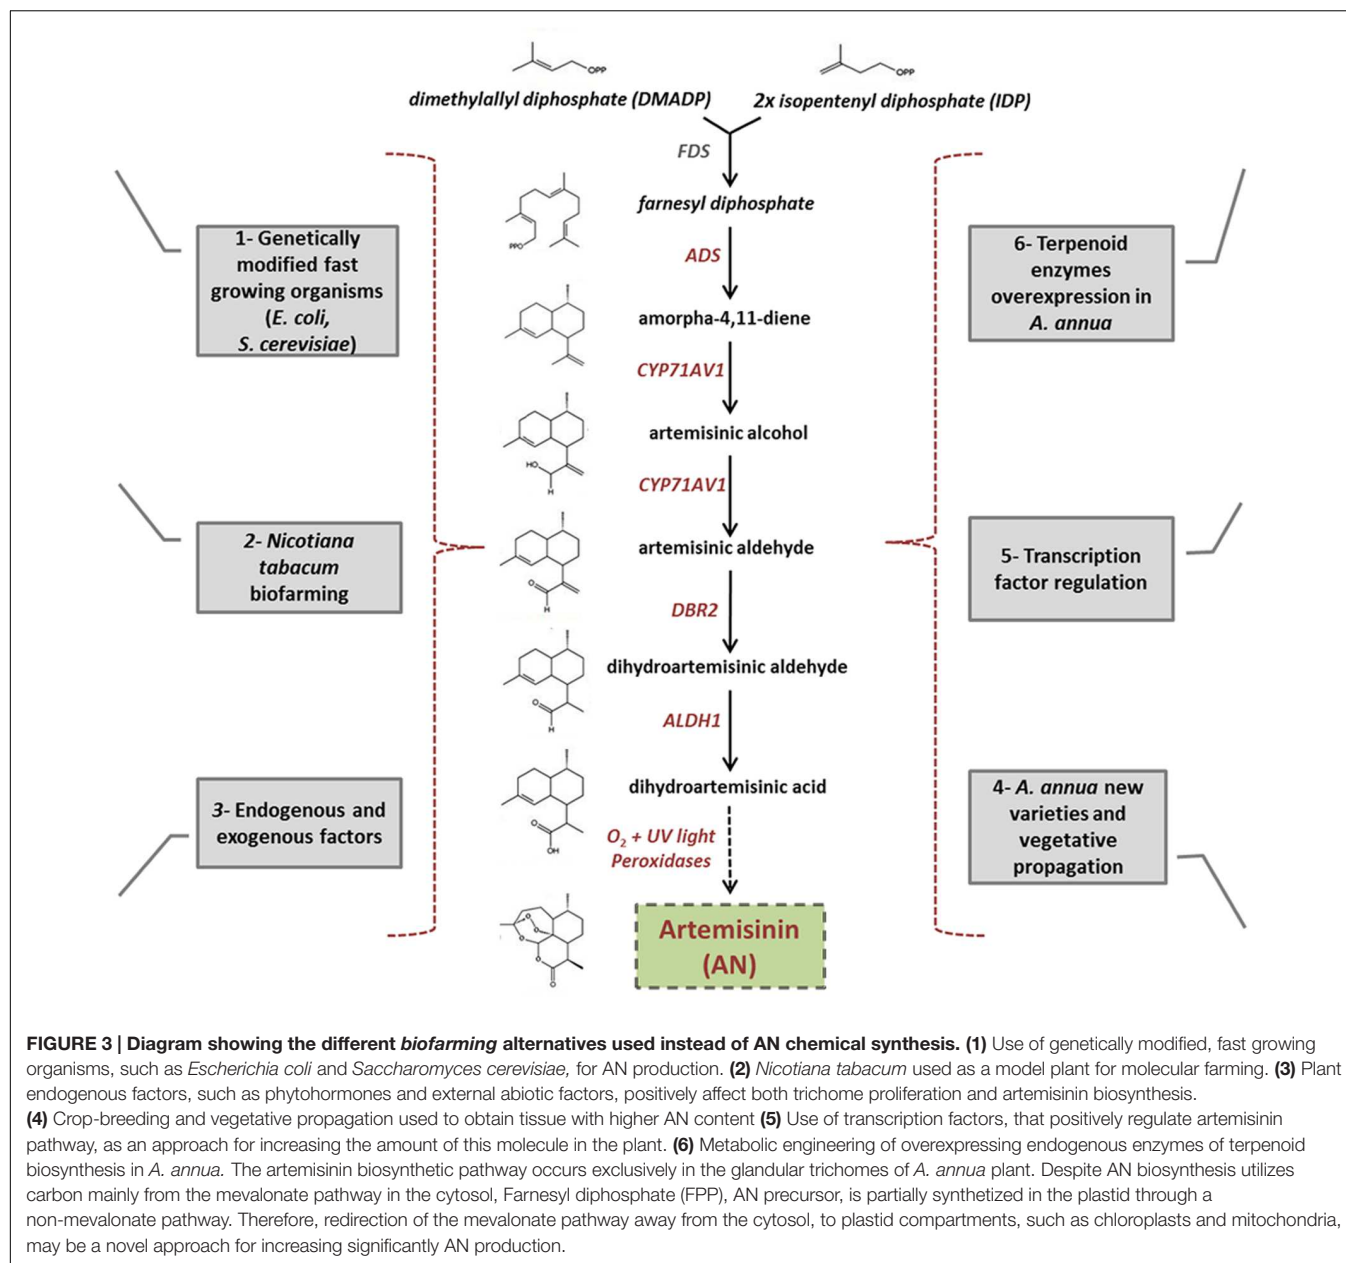 OPP
OPP
dimethylallyl diphosphate (DMADP)
2x isopentenyl diphosphate (IDP)
FDS
farnesyl diphosphate
PPO
ADS
amorpha-4,11-diene
CYP71AV1
artemisinic alcohol
HO
H
CYP71AV1
artemisinic aldehyde
O
H
DBR2
dihydroartemisinic aldehyde
O
H
ALDH1
dihydroartemisinic acid
O
OH
O₂ + UV light
Peroxidases
Artemisinin
(AN)
O
O
O
O
O
1- Genetically
modified fast
growing organisms
(E. coli,
S. cerevisiae)
2- Nicotiana
tabacum
biofarming
3- Endogenous and
exogenous factors
6- Terpenoid
enzymes
overexpression in
A. annua
5- Transcription
factor regulation
4- A. annua new
varieties and
vegetative
propagation
FIGURE 3 | Diagram showing the different biofarming alternatives used instead of AN chemical synthesis. (1) Use of genetically modified, fast growing
organisms, such as Escherichia coli and Saccharomyces cerevisiae, for AN production. (2) Nicotiana tabacum used as a model plant for molecular farming. (3) Plant
endogenous factors, such as phytohormones and external abiotic factors, positively affect both trichome proliferation and artemisinin biosynthesis.
(4) Crop-breeding and vegetative propagation used to obtain tissue with higher AN content (5) Use of transcription factors, that positively regulate artemisinin
pathway, as an approach for increasing the amount of this molecule in the plant. (6) Metabolic engineering of overexpressing endogenous enzymes of terpenoid
biosynthesis in A. annua. The artemisinin biosynthetic pathway occurs exclusively in the glandular trichomes of A. annua plant. Despite AN biosynthesis utilizes
carbon mainly from the mevalonate pathway in the cytosol, Farnesyl diphosphate (FPP), AN precursor, is partially synthetized in the plastid through a
non-mevalonate pathway. Therefore, redirection of the mevalonate pathway away from the cytosol, to plastid compartments, such as chloroplasts and mitochondria,
may be a novel approach for increasing significantly AN production.